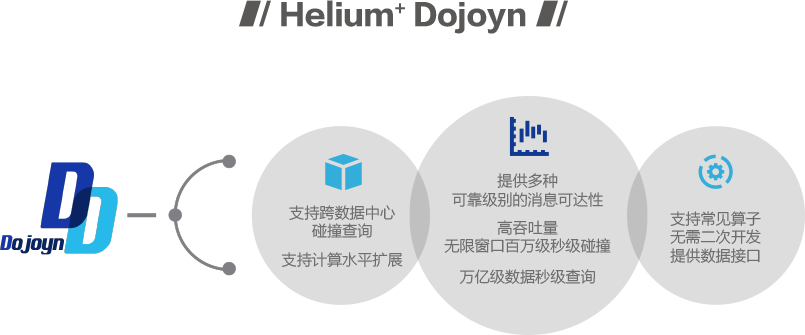 Helium+ Dojoyn
DD
Dojoyn
支持跨数据中心
碰撞查询
支持计算水平扩展
提供多种
可靠级别的消息可达性
高吞吐量
无限窗口百万级秒级碰撞
万亿级数据秒级查询
支持常见算子
无需二次开发
提供数据接口